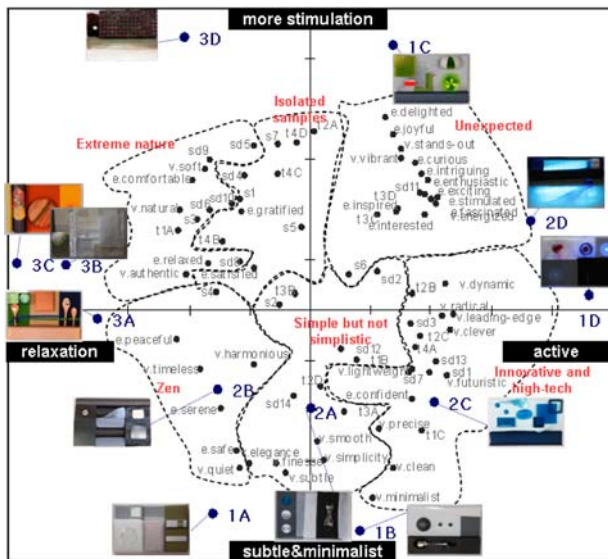 more stimulation
3D
1C
Isolated
samples
t2A
e.delighted
e.joyful
Unexpected
Extreme nature
sd9
sd5
s7
t4D
v.stands-out
v.vibrant
e.curious
v.soft
e.comfortable
sd4
t4C
e.intriguing
e.enthusiastic
sd10
s1
t3D
sd11
e.exciting
v.natural
sd6
e.gratified
e.inspired
e.stimulated
s3
t3C
e.fascinated
t1A
s5
e.interested
v.energized
2D
t4B
3C
3B
e.relaxed
sd8
v.authentic
e.satisfied
s6
sd2
v.dynamic
s4
t3B
t2B
1D
s2
v.radical
3A
Simple but not
simplistic
sd3
v.leading-edge
t2C
v.clever
relaxation
e.peaceful
sd12
t4A
active
v.harmonious
t1B
sd13
v.timeless
v.lightweight
sd7
sd1
Zen
v.futuristic
Innovative and
high-tech
2B
t2D
e.confident
sd14
2A
2C
e.serene
t3A
v.precise
t1C
e.safe
v.smooth
v.elegance
v.quiet
v.finesse
v.simplicity
v.clean
v.subtle
v.minimalist
1A
1B
subtle&minimalist